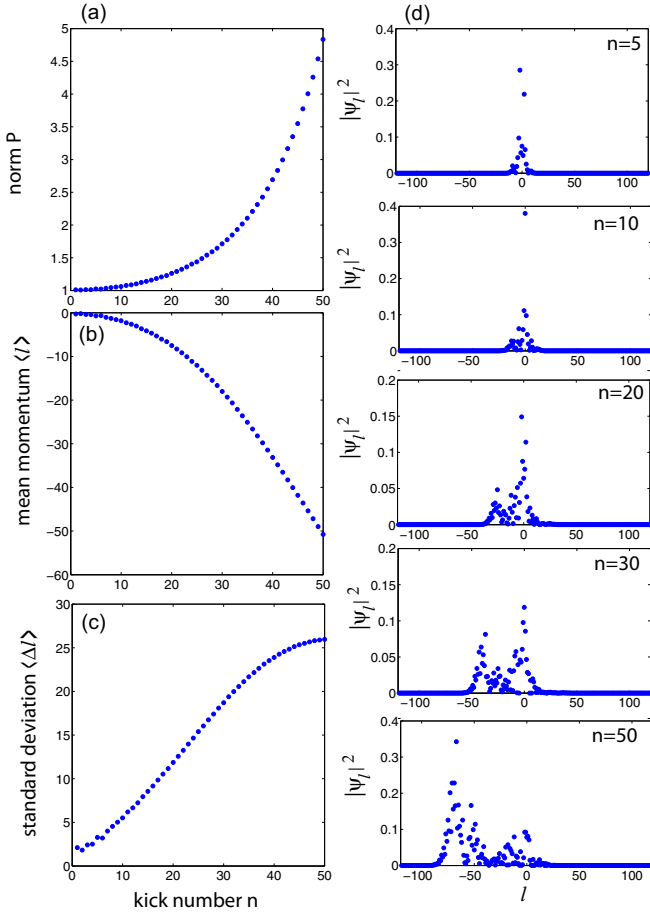 (a)
5
4.5
4
3.5
3
2.5
2
1.5
1
norm P
0 10 20 30 40 50
(b)
0
−10
−20
−30
−40
−50
−60
mean momentum ⟨l⟩
0 10 20 30 40 50
(c)
30
25
20
15
10
5
0
standard deviation ⟨Δl⟩
0 10 20 30 40 50
kick number n
(d)
n=5
|ψ_l|²
0.4
0.3
0.2
0.1
0
−100 −50 0 50 100
n=10
|ψ_l|²
0.4
0.3
0.2
0.1
0
−100 −50 0 50 100
n=20
|ψ_l|²
0.2
0.15
0.1
0.05
0
−100 −50 0 50 100
n=30
|ψ_l|²
0.2
0.15
0.1
0.05
0
−100 −50 0 50 100
n=50
|ψ_l|²
0.4
0.3
0.2
0.1
0
−100 −50 0 50 100
l